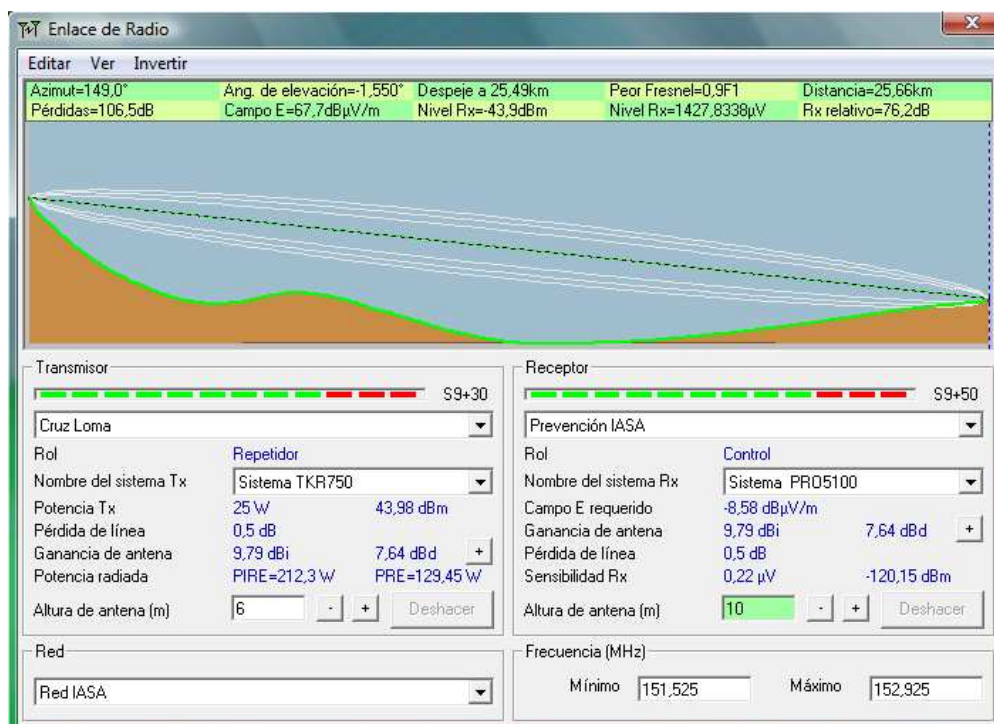 Enlace de Radio
Editar Ver Invertir
Azimut=149,0° Ang. de elevación=-1,550° Despeje a 25,49km Peor Fresnel=0,9F1 Distancia=25,66km
Pérdidas=106,5dB Campo E=67,7dBµV/m Nivel Rx=-43,9dBm Nivel Rx=1427,8338µV Rx relativo=76,2dB
Transmisor
S9+30
Cruz Loma
Rol Repetidor
Nombre del sistema Tx Sistema TKR750
Potencia Tx 25 W 43,98 dBm
Pérdida de línea 0,5 dB
Ganancia de antena 9,79 dBi 7,64 dBd +
Potencia radiada PIRE=212,3 W PRE=129,45 W
Altura de antena (m) 6 - + Deshacer
Red
Red IASA
Receptor
S9+50
Prevención IASA
Rol Control
Nombre del sistema Rx Sistema PRO5100
Campo E requerido -8,58 dBµV/m
Ganancia de antena 9,79 dBi 7,64 dBd +
Pérdida de línea 0,5 dB
Sensibilidad Rx 0,22 µV -120,15 dBm
Altura de antena (m) 10 - + Deshacer
Frecuencia (MHz)
Mínimo 151,525 Máximo 152,925